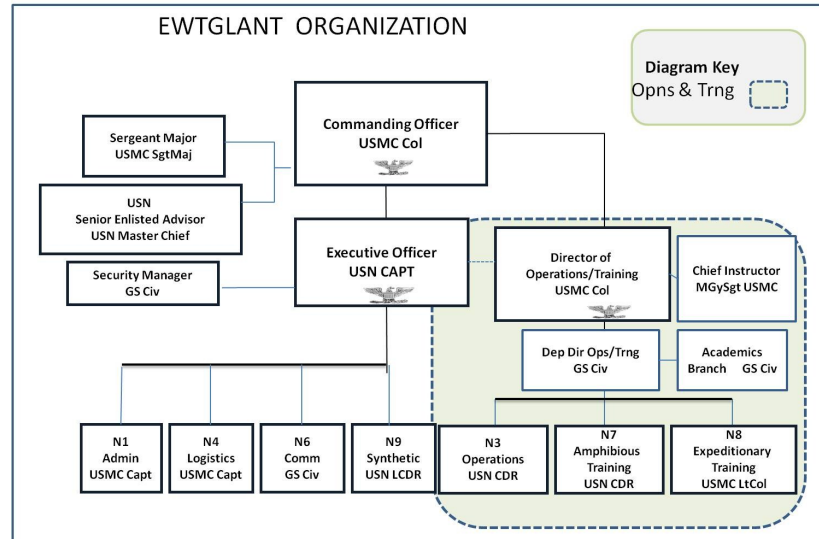 EWTGLANT ORGANIZATION
Diagram Key
Opns & Trng
Commanding Officer
USMC Col
Sergeant Major
USMC SgtMaj
USN
Senior Enlisted Advisor
USN Master Chief
Executive Officer
USN CAPT
Security Manager
GS Civ
Director of
Operations/Training
USMC Col
Chief Instructor
MGySgt USMC
Dep Dir Ops/Trng
GS Civ
Academics
Branch GS Civ
N1
Admin
USMC Capt
N4
Logistics
USMC Capt
N6
Comm
GS Civ
N9
Synthetic
USN LCDR
N3
Operations
USN CDR
N7
Amphibious
Training
USN CDR
N8
Expeditionary
Training
USMC LtCol